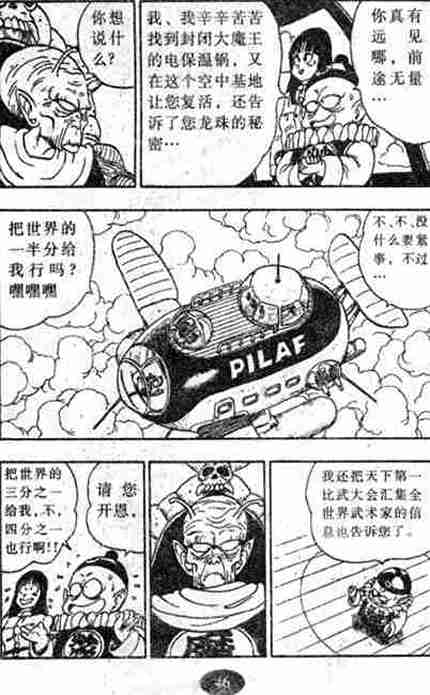 你真有
远见
哪，前
途无量
…
我、我辛辛苦苦
找到封闭大魔王
的电保温锅，又
在这个空中基地
让您复活，还告
诉了您龙珠的秘
密…
你想
说什
么？
不、不、没
什么要紧
事，不过
…
把世界的
一半分给
我行吗？
嘿嘿嘿
PILAF
我还把天下第一
比武大会汇集全
世界武术家的信
息也告诉您了。
请您
开恩，
把世界的
三分之一
给我，不，
四分之一
也行啊！！
魔
46